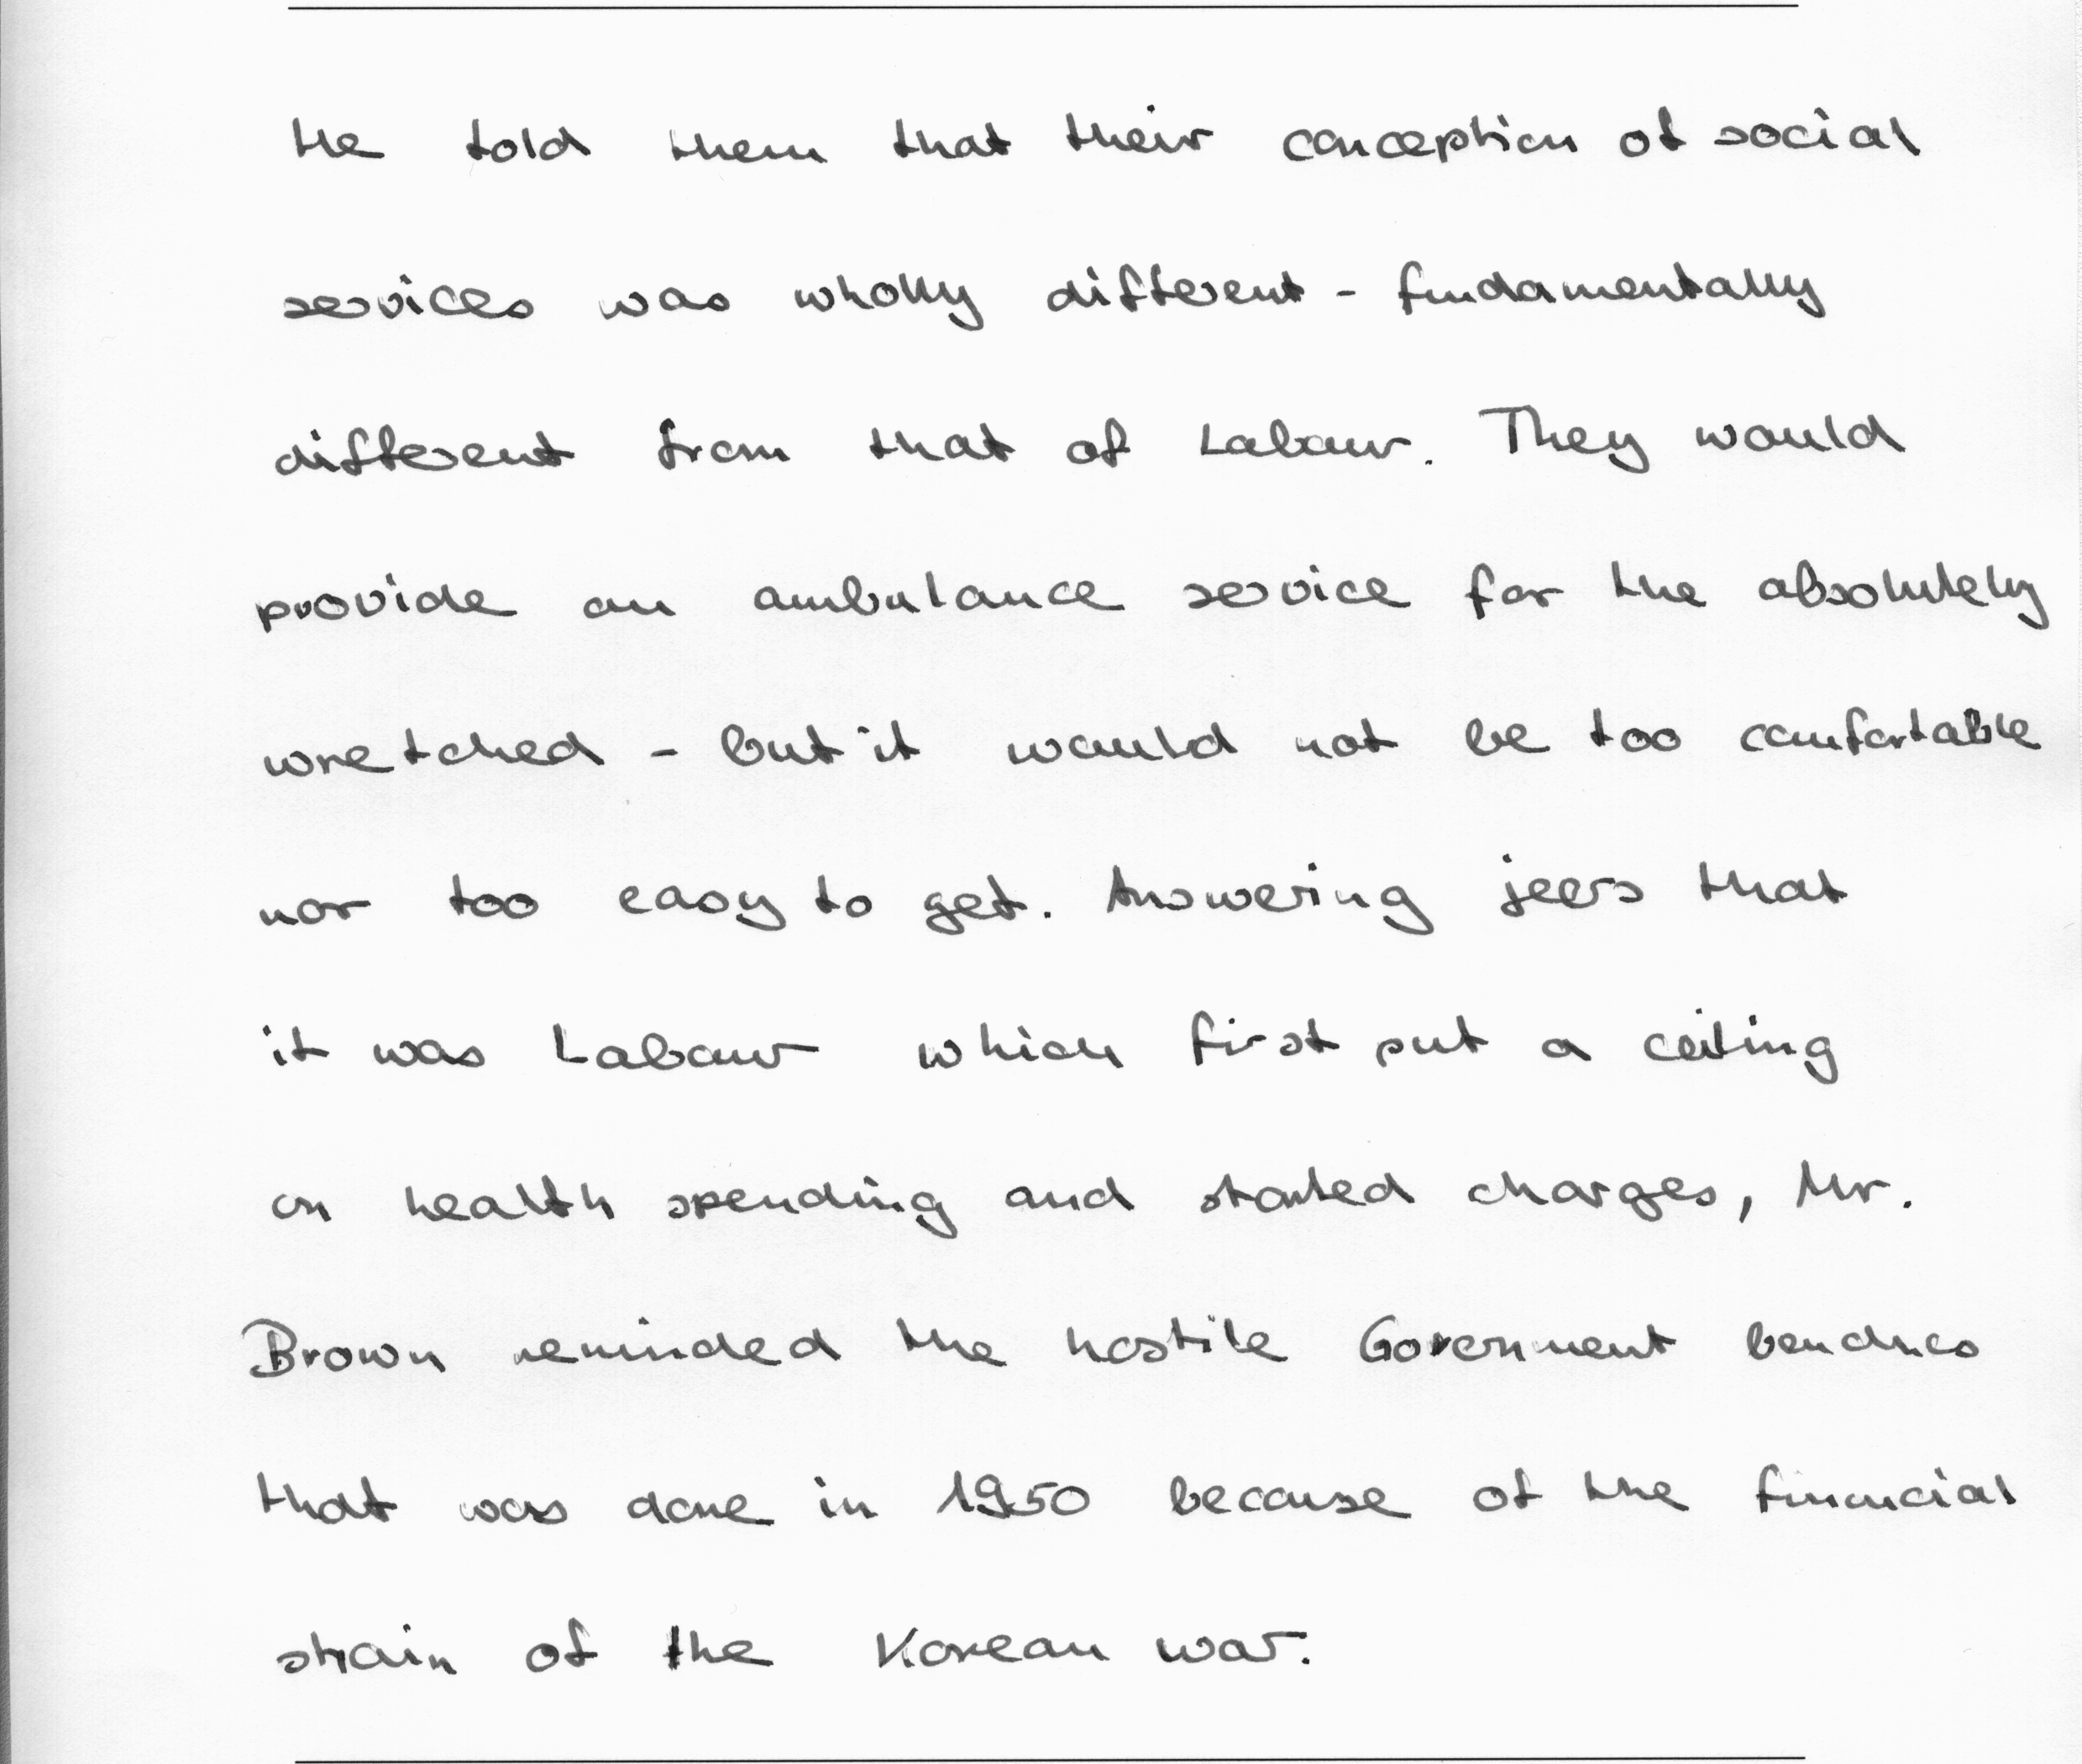 He told them that their conception of social
services was wholly different - fundamentally
different from that of Labour. They would
provide an ambulance service for the absolutely
wretched - but it would not be too comfortable
nor too easy to get. Answering jeers that
it was Labour which first put a ceiling
on health spending and started charges, Mr.
Brown reminded the hostile Government benches
that was done in 1950 because of the financial
strain of the Korean war.